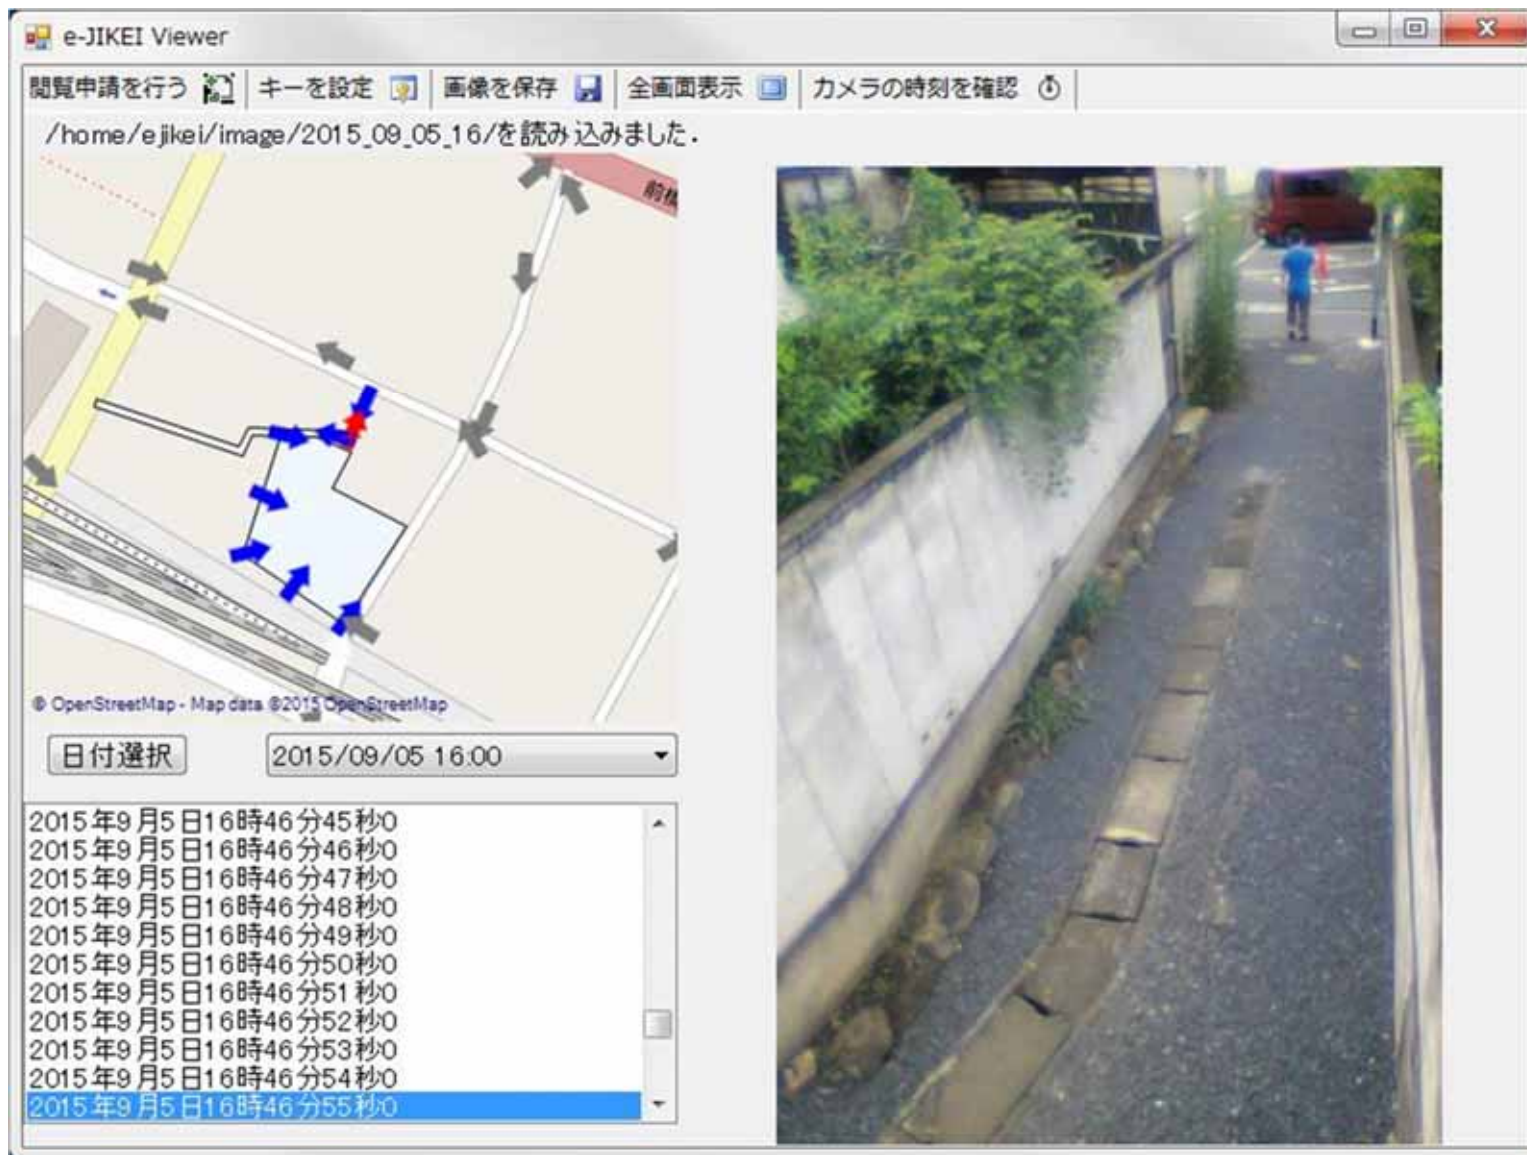 e-JIKEI Viewer
閲覧申請を行う キーを設定 画像を保存 全画面表示 カメラの時刻を確認
/home/ejikei/image/2015_09_05_16/を読み込みました.
前橋
© OpenStreetMap - Map data ©2015 OpenStreetMap
日付選択 2015/09/05 16:00
2015年9月5日16時46分45秒0
2015年9月5日16時46分46秒0
2015年9月5日16時46分47秒0
2015年9月5日16時46分48秒0
2015年9月5日16時46分49秒0
2015年9月5日16時46分50秒0
2015年9月5日16時46分51秒0
2015年9月5日16時46分52秒0
2015年9月5日16時46分53秒0
2015年9月5日16時46分54秒0
2015年9月5日16時46分55秒0